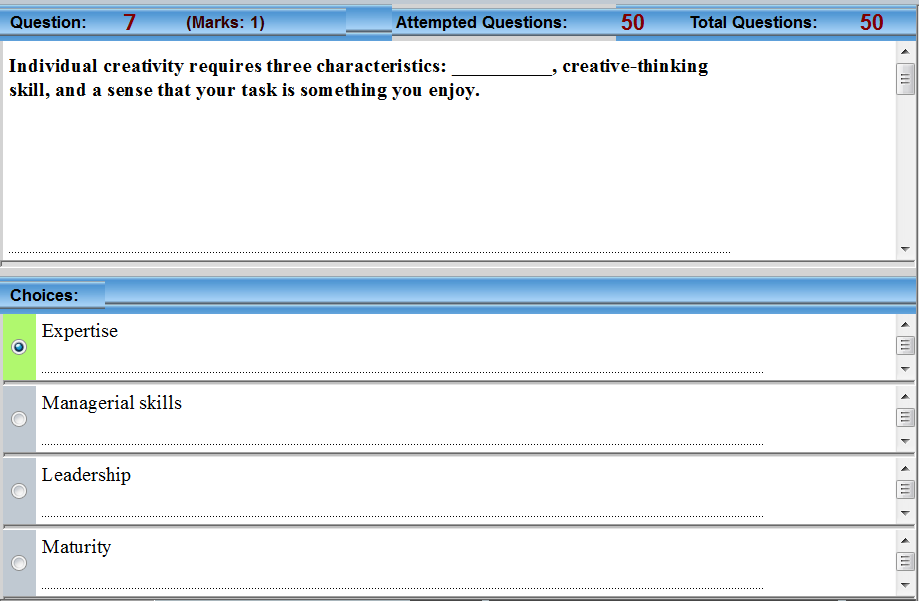 Question: 7 (Marks: 1) Attempted Questions: 50 Total Questions: 50
Individual creativity requires three characteristics: __________, creative-thinking
skill, and a sense that your task is something you enjoy.
Choices:
Expertise
Managerial skills
Leadership
Maturity